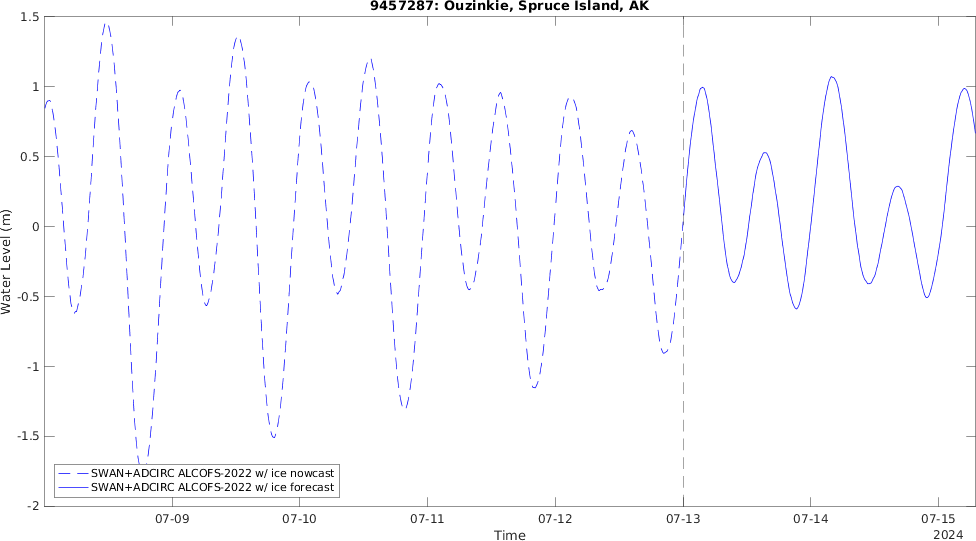 9457287: Ouzinkie, Spruce Island, AK
1.5
1
0.5
0
-0.5
-1
-1.5
-2
Water Level (m)
SWAN+ADCIRC ALCOFS-2022 w/ ice nowcast
SWAN+ADCIRC ALCOFS-2022 w/ ice forecast
07-09 07-10 07-11 07-12 07-13 07-14 07-15
Time 2024